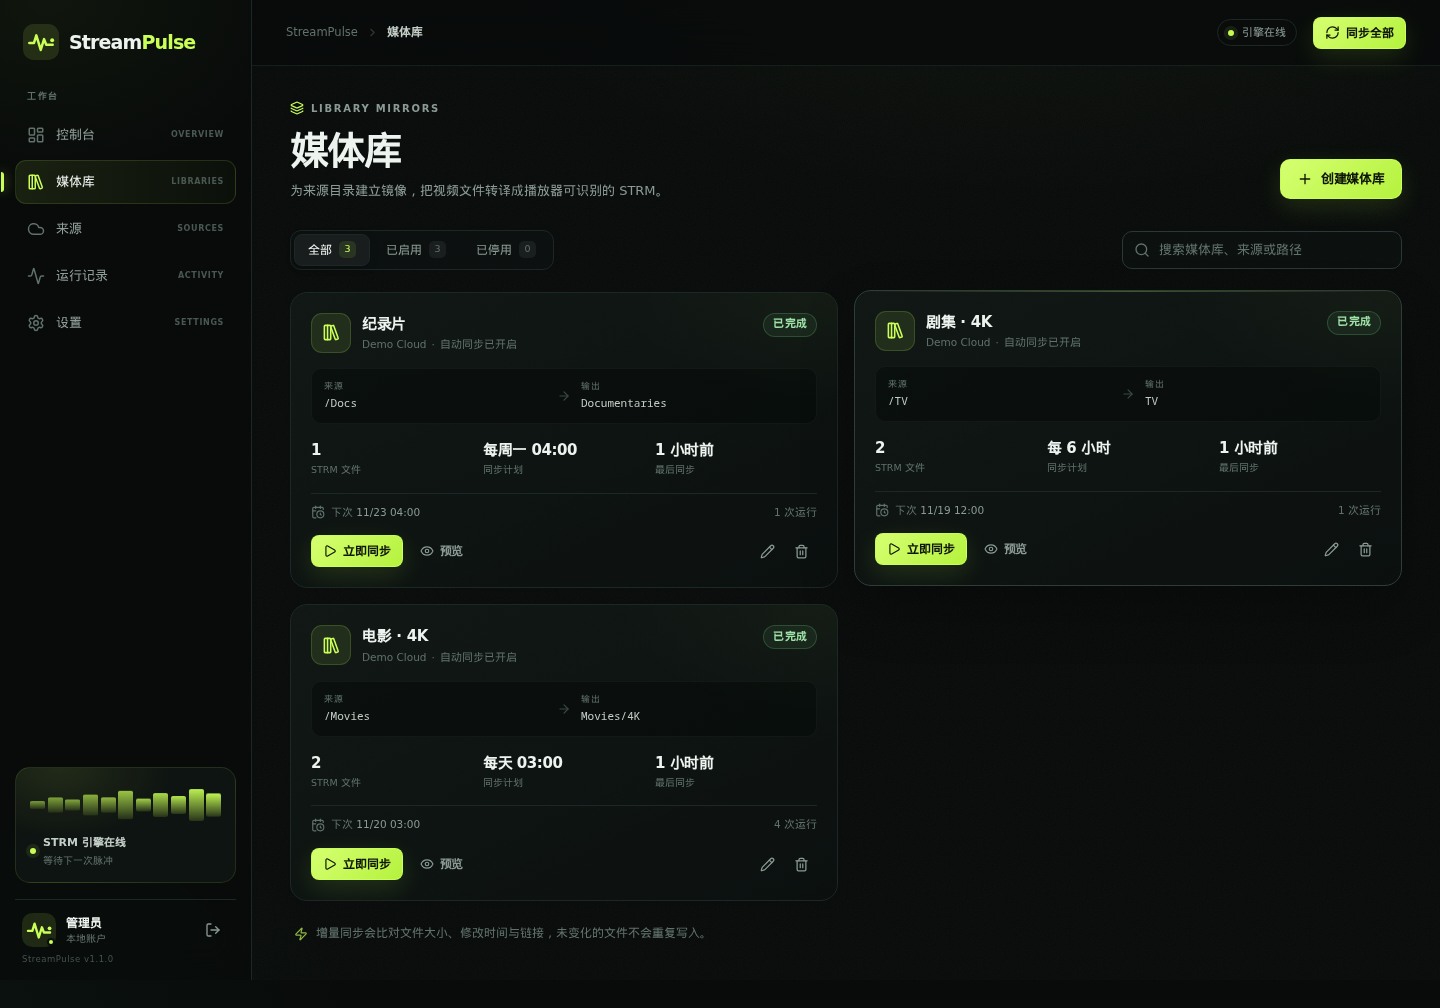 StreamPulse
工作台
控制台 OVERVIEW
媒体库 LIBRARIES
来源 SOURCES
运行记录 ACTIVITY
设置 SETTINGS
STRM 引擎在线
等待下一次脉冲
管理员
本地账户
StreamPulse v1.1.0
StreamPulse > 媒体库
引擎在线
同步全部
LIBRARY MIRRORS
媒体库
为来源目录建立镜像，把视频文件转译成播放器可识别的 STRM。
创建媒体库
全部 3 已启用 3 已停用 0
搜索媒体库、来源或路径
纪录片
已完成
Demo Cloud · 自动同步已开启
来源 输出
/Docs → Documentaries
1 每周一 04:00 1 小时前
STRM 文件 同步计划 最后同步
下次 11/23 04:00 1 次运行
立即同步 预览
剧集 · 4K
已完成
Demo Cloud · 自动同步已开启
来源 输出
/TV → TV
2 每 6 小时 1 小时前
STRM 文件 同步计划 最后同步
下次 11/19 12:00 1 次运行
立即同步 预览
电影 · 4K
已完成
Demo Cloud · 自动同步已开启
来源 输出
/Movies → Movies/4K
2 每天 03:00 1 小时前
STRM 文件 同步计划 最后同步
下次 11/20 03:00 4 次运行
立即同步 预览
增量同步会比对文件大小、修改时间与链接，未变化的文件不会重复写入。